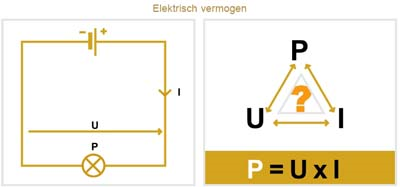 Elektrisch vermogen
- +
I
U
P
P
?
U I
P = U x I